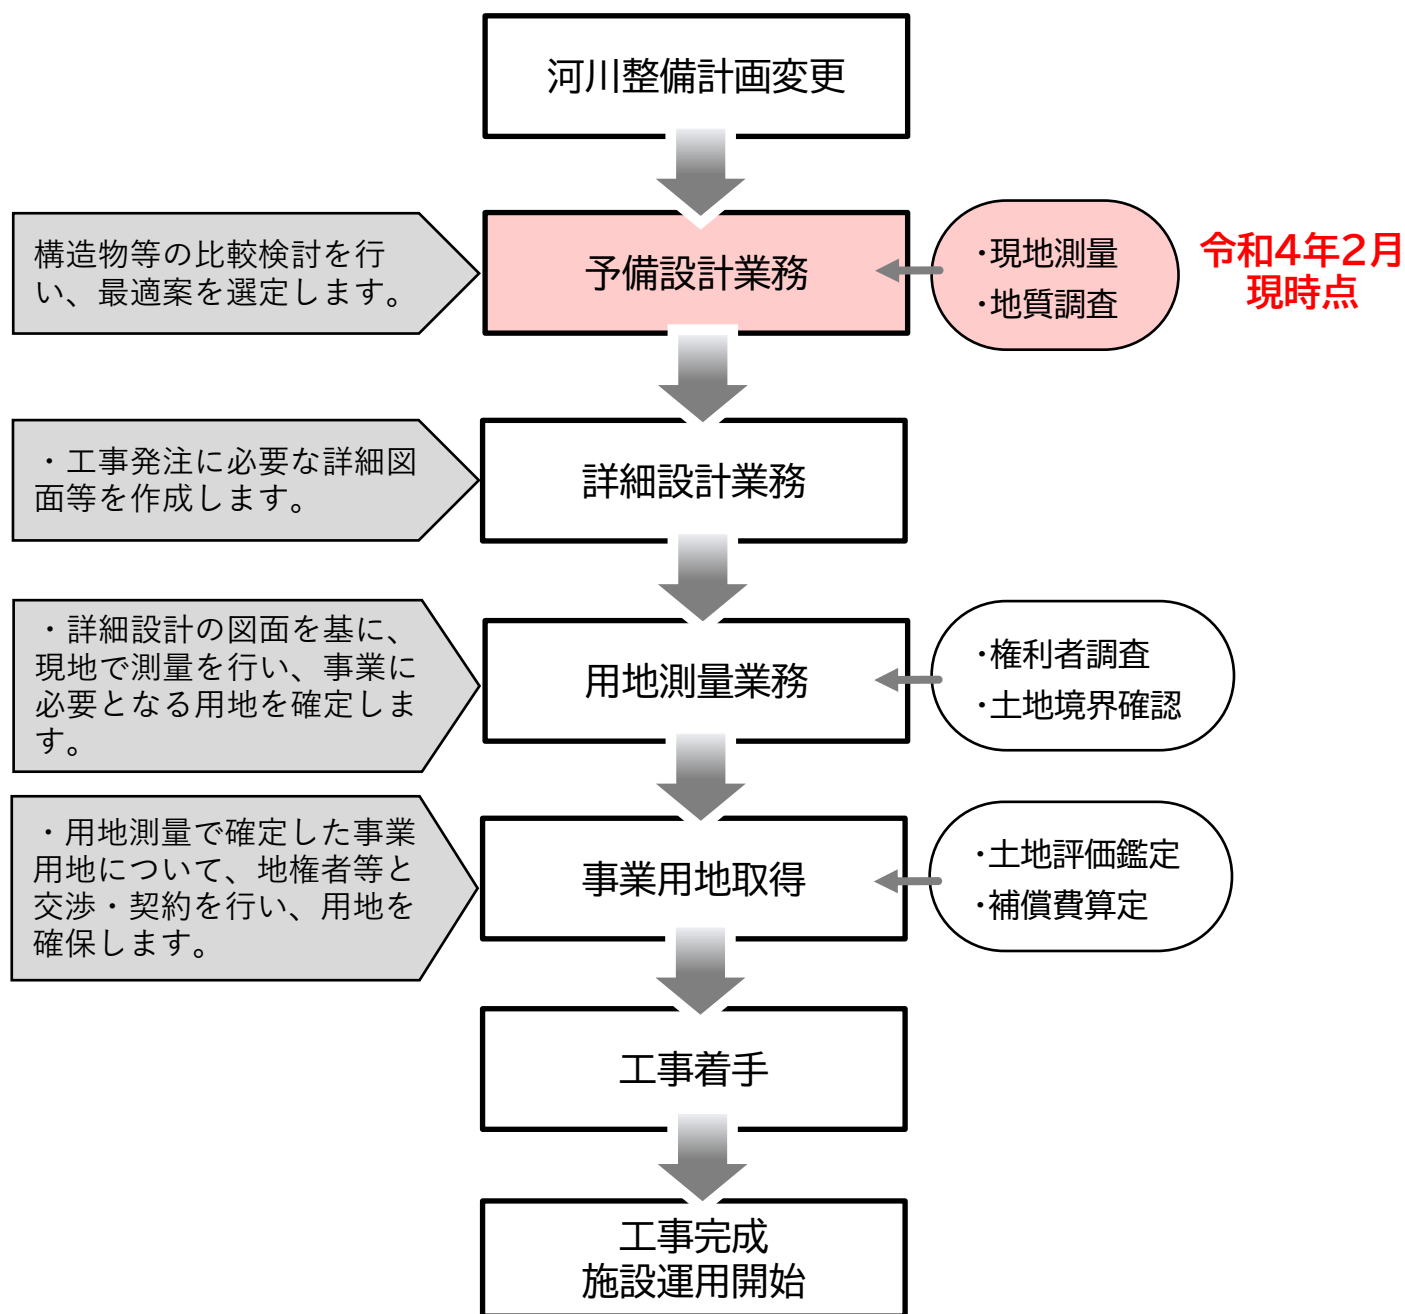 河川整備計画変更
構造物等の比較検討を行
い、最適案を選定します。
予備設計業務
・現地測量
・地質調査
令和4年2月
現時点
・工事発注に必要な詳細図
面等を作成します。
詳細設計業務
・詳細設計の図面を基に、
現地で測量を行い、事業に
必要となる用地を確定しま
す。
用地測量業務
・権利者調査
・土地境界確認
・用地測量で確定した事業
用地について、地権者等と
交渉・契約を行い、用地を
確保します。
事業用地取得
・土地評価鑑定
・補償費算定
工事着手
工事完成
施設運用開始